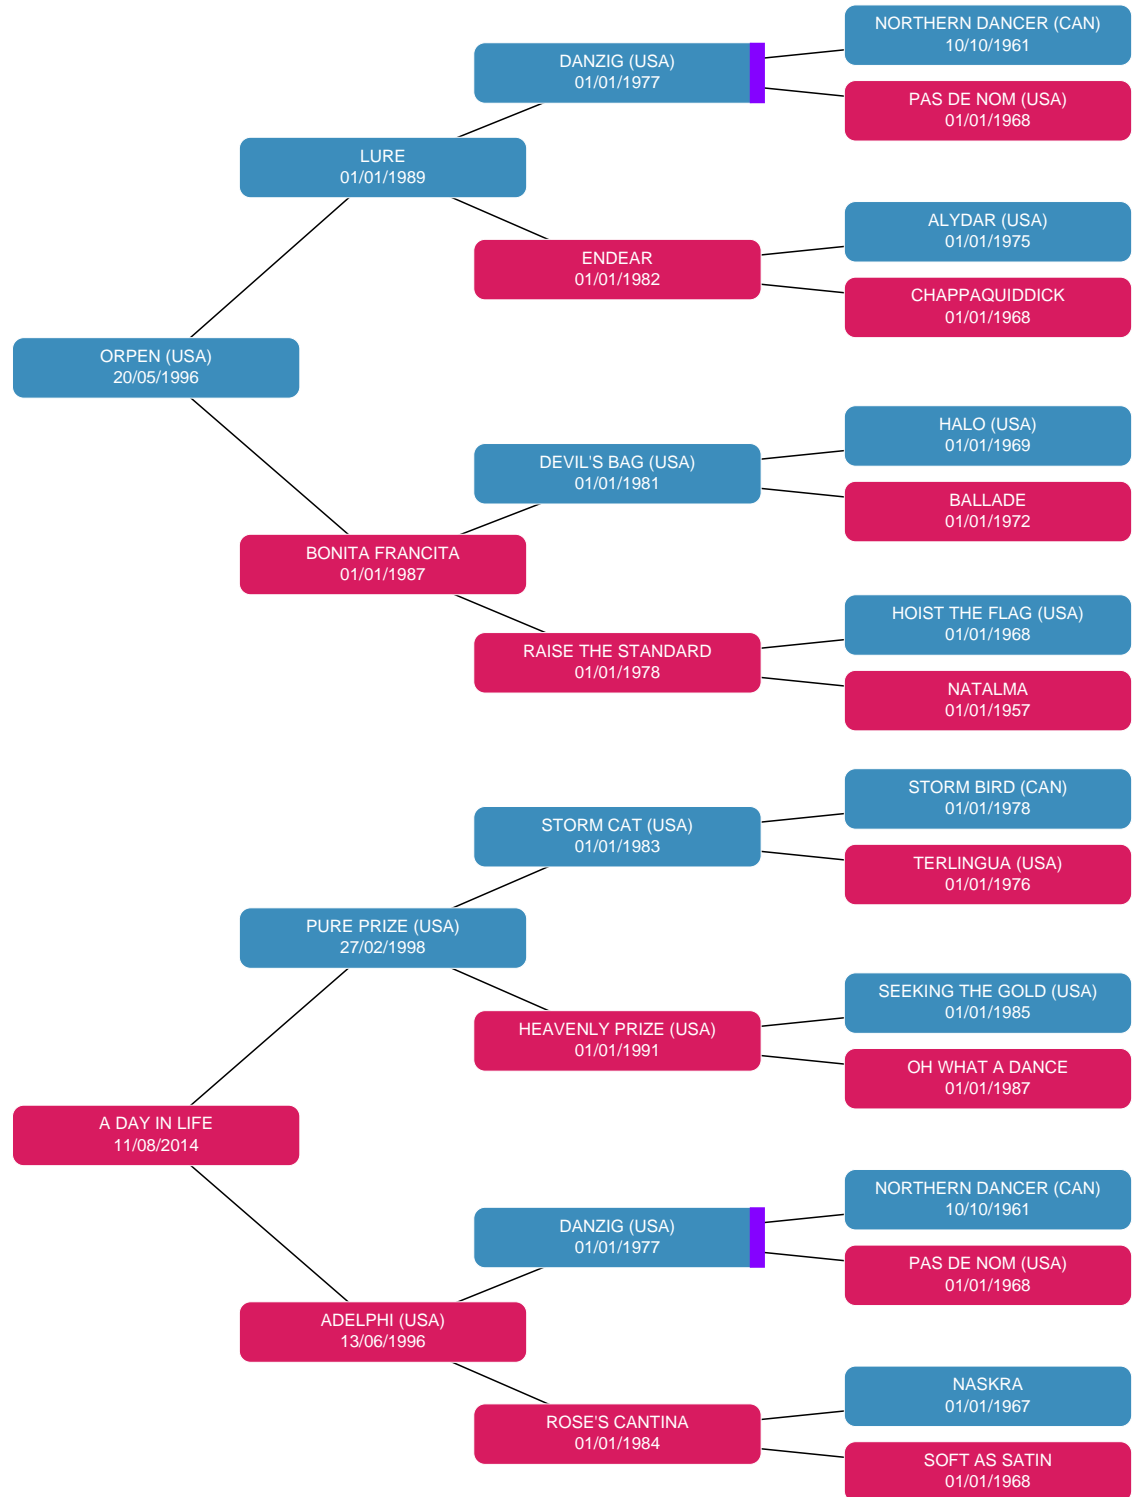 NORTHERN DANCER (CAN)
10/10/1961
DANZIG (USA)
01/01/1977
PAS DE NOM (USA)
01/01/1968
LURE
01/01/1989
ALYDAR (USA)
01/01/1975
ENDEAR
01/01/1982
CHAPPAQUIDDICK
01/01/1968
ORPEN (USA)
20/05/1996
HALO (USA)
01/01/1969
DEVIL'S BAG (USA)
01/01/1981
BALLADE
01/01/1972
BONITA FRANCITA
01/01/1987
HOIST THE FLAG (USA)
01/01/1968
RAISE THE STANDARD
01/01/1978
NATALMA
01/01/1957
STORM BIRD (CAN)
01/01/1978
STORM CAT (USA)
01/01/1983
TERLINGUA (USA)
01/01/1976
PURE PRIZE (USA)
27/02/1998
SEEKING THE GOLD (USA)
01/01/1985
HEAVENLY PRIZE (USA)
01/01/1991
OH WHAT A DANCE
01/01/1987
A DAY IN LIFE
11/08/2014
NORTHERN DANCER (CAN)
10/10/1961
DANZIG (USA)
01/01/1977
PAS DE NOM (USA)
01/01/1968
ADELPHI (USA)
13/06/1996
NASKRA
01/01/1967
ROSE'S CANTINA
01/01/1984
SOFT AS SATIN
01/01/1968